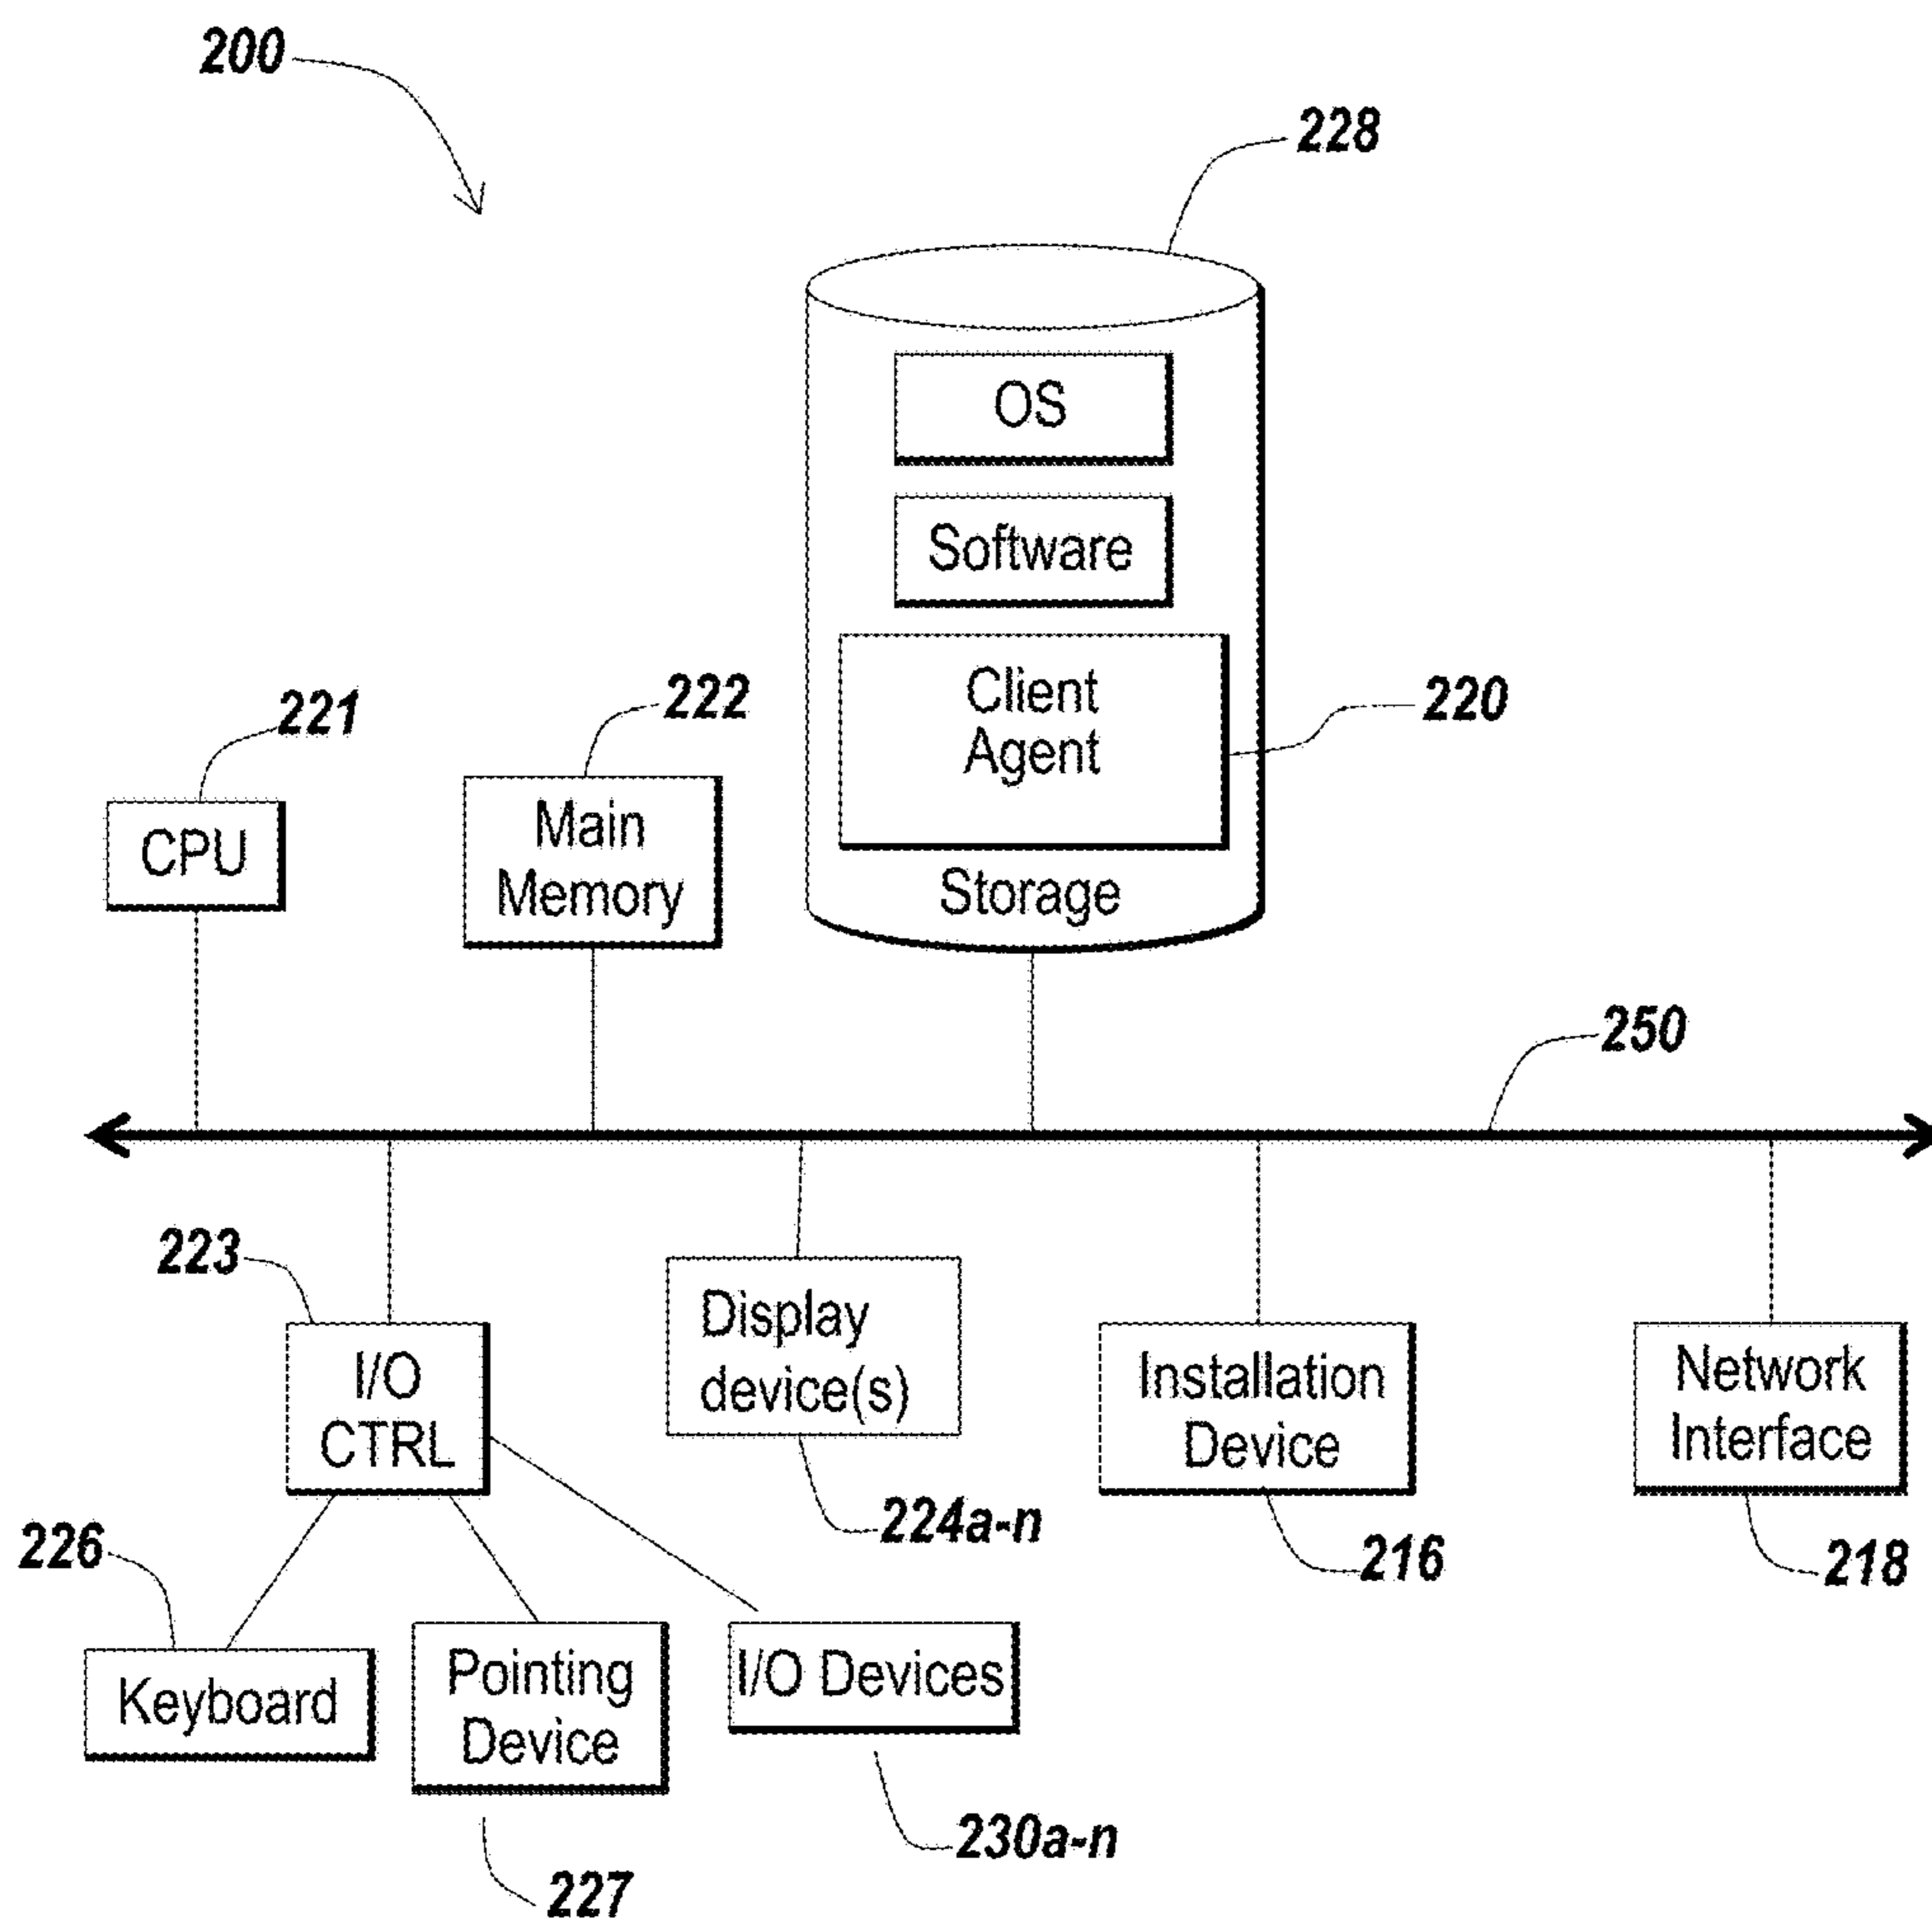 200
228
OS
Software
Client
Agent
220
Storage
221
CPU
222
Main
Memory
250
223
I/O
CTRL
Display
device(s)
224a-n
Installation
Device
216
Network
Interface
218
226
Keyboard
Pointing
Device
227
I/O Devices
230a-n